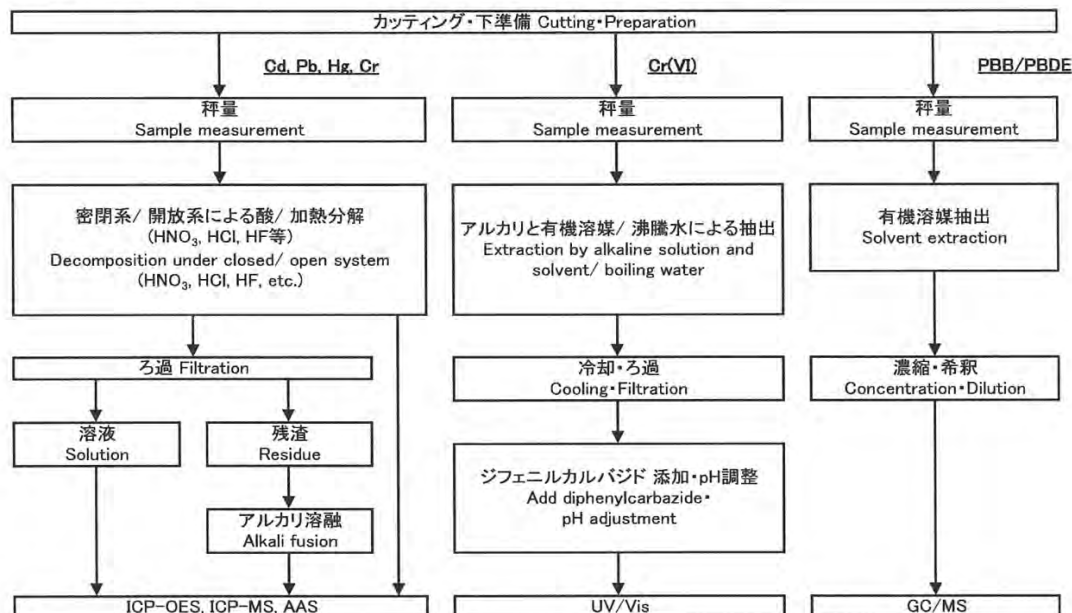 カッティング・下準備 Cutting・Preparation
Cd, Pb, Hg, Cr
Cr(VI)
PBB/PBDE
秤量
Sample measurement
秤量
Sample measurement
秤量
Sample measurement
密閉系/ 開放系による酸/ 加熱分解
(HNO₃, HCl, HF等)
Decomposition under closed/ open system
(HNO₃, HCl, HF, etc.)
アルカリと有機溶媒/ 沸騰水による抽出
Extraction by alkaline solution and
solvent/ boiling water
有機溶媒抽出
Solvent extraction
ろ過 Filtration
冷却・ろ過
Cooling・Filtration
濃縮・希釈
Concentration・Dilution
溶液
Solution
残渣
Residue
ジフェニルカルバジド 添加・pH調整
Add diphenylcarbazide・
pH adjustment
アルカリ溶融
Alkali fusion
ICP-OES, ICP-MS, AAS
UV/Vis
GC/MS